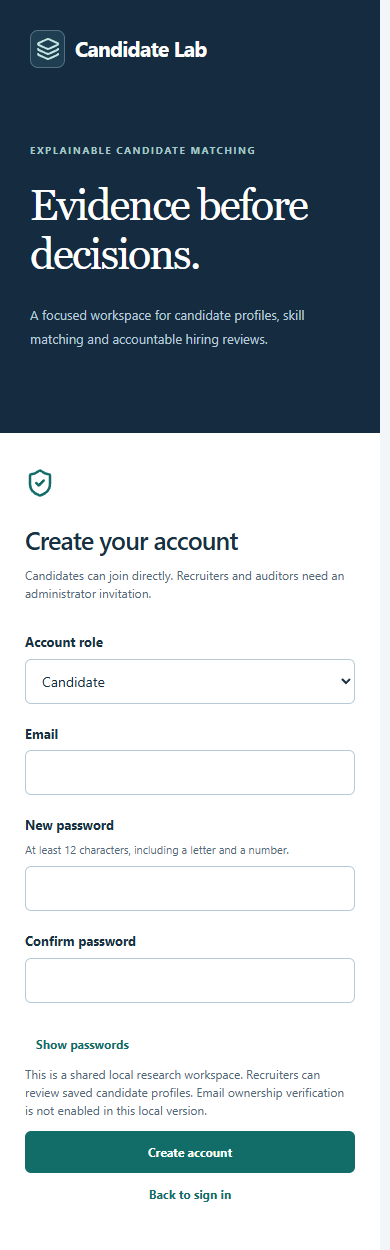 Candidate Lab
EXPLAINABLE CANDIDATE MATCHING
Evidence before
decisions.
A focused workspace for candidate profiles, skill
matching and accountable hiring reviews.
Create your account
Candidates can join directly. Recruiters and auditors need an
administrator invitation.
Account role
Candidate
Email
New password
At least 12 characters, including a letter and a number.
Confirm password
Show passwords
This is a shared local research workspace. Recruiters can
review saved candidate profiles. Email ownership verification
is not enabled in this local version.
Create account
Back to sign in